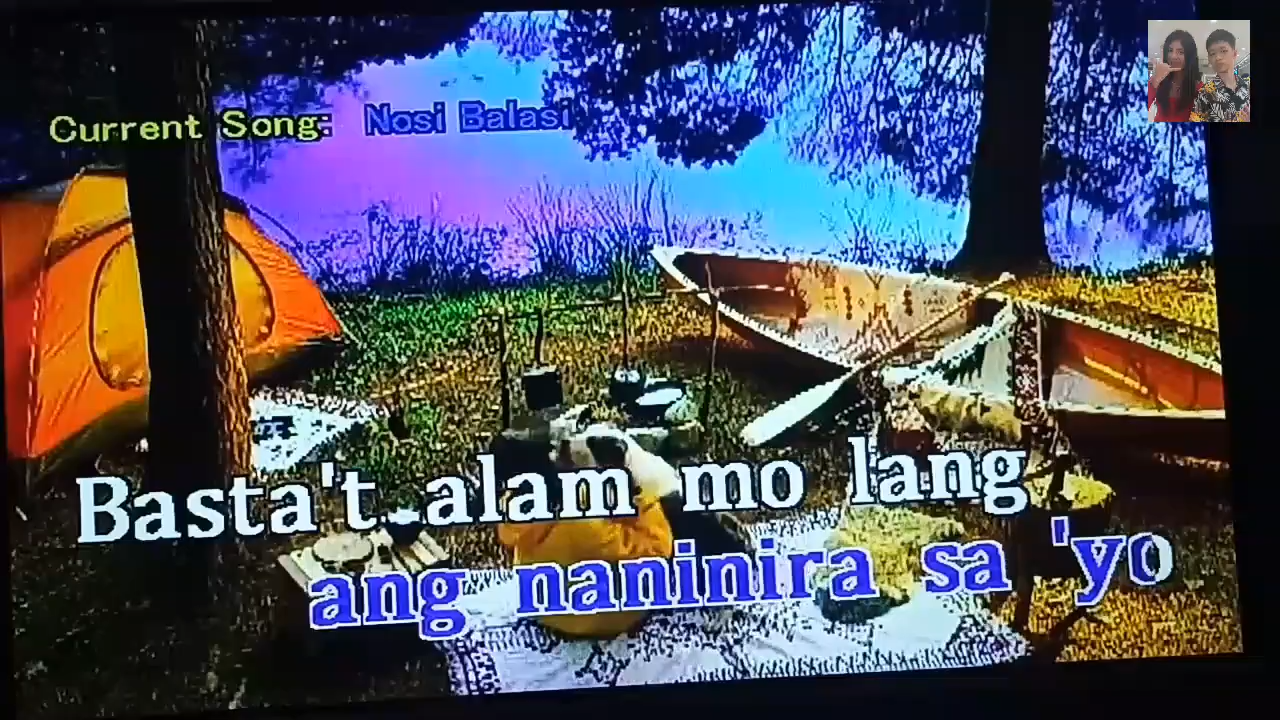 Current Song: Nosi Balasi
Basta't alam mo lang
ang naninira sa 'yo